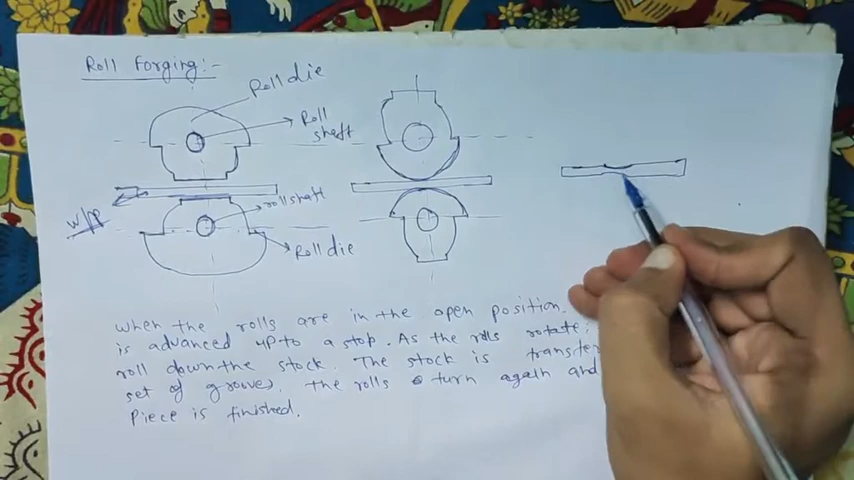 Roll Forging:-
Roll die
Roll
shaft
roll shaft
w/p
Roll die
When the rolls are in the open position.
is advanced up to a stop. As the rolls rotate,
roll down the stock. The stock is transfer
set of grooves. The rolls turn again and
Piece is finished.